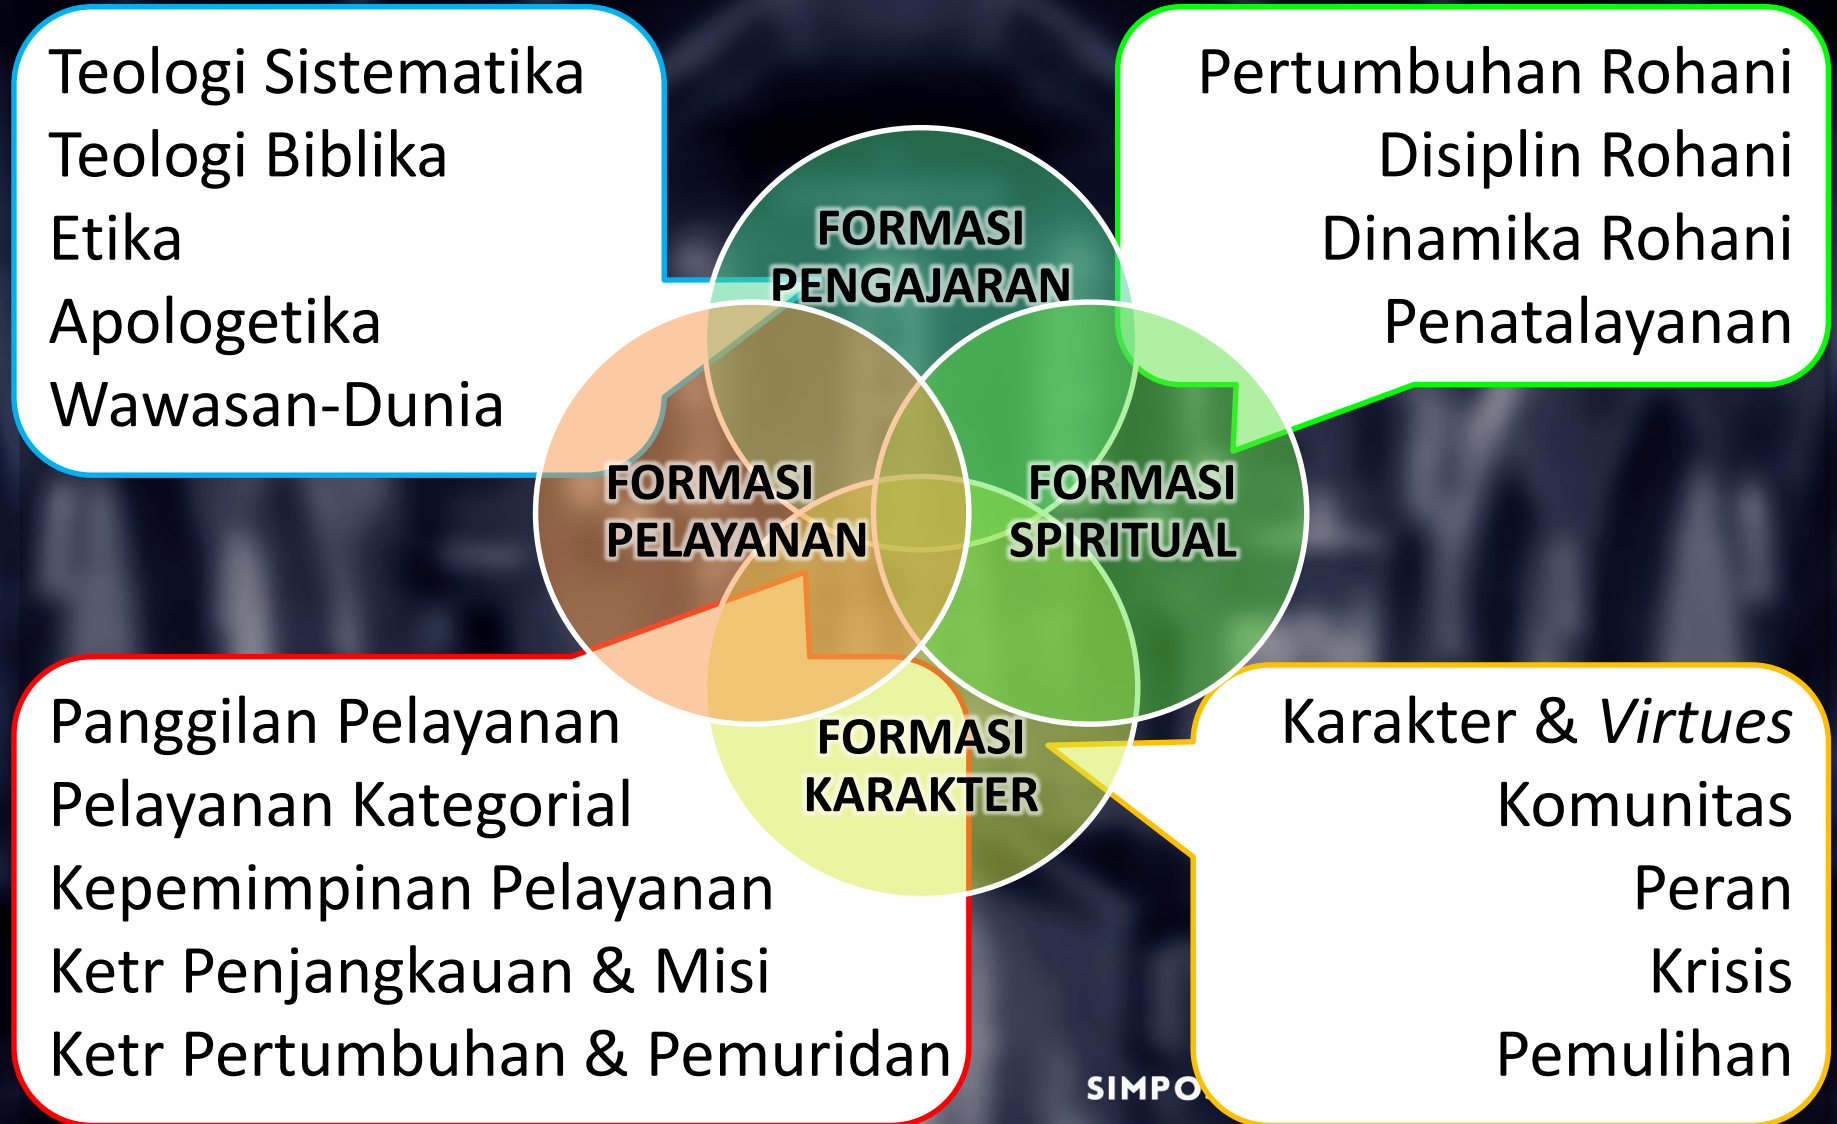 Teologi Sistematika
Teologi Biblika
Etika
Apologetika
Wawasan-Dunia
Pertumbuhan Rohani
Disiplin Rohani
Dinamika Rohani
Penatalayanan
FORMASI
PENGAJARAN
FORMASI
PELAYANAN
FORMASI
SPIRITUAL
FORMASI
KARAKTER
Panggilan Pelayanan
Pelayanan Kategorial
Kepemimpinan Pelayanan
Ketr Penjangkauan & Misi
Ketr Pertumbuhan & Pemuridan
Karakter & Virtues
Komunitas
Peran
Krisis
Pemulihan